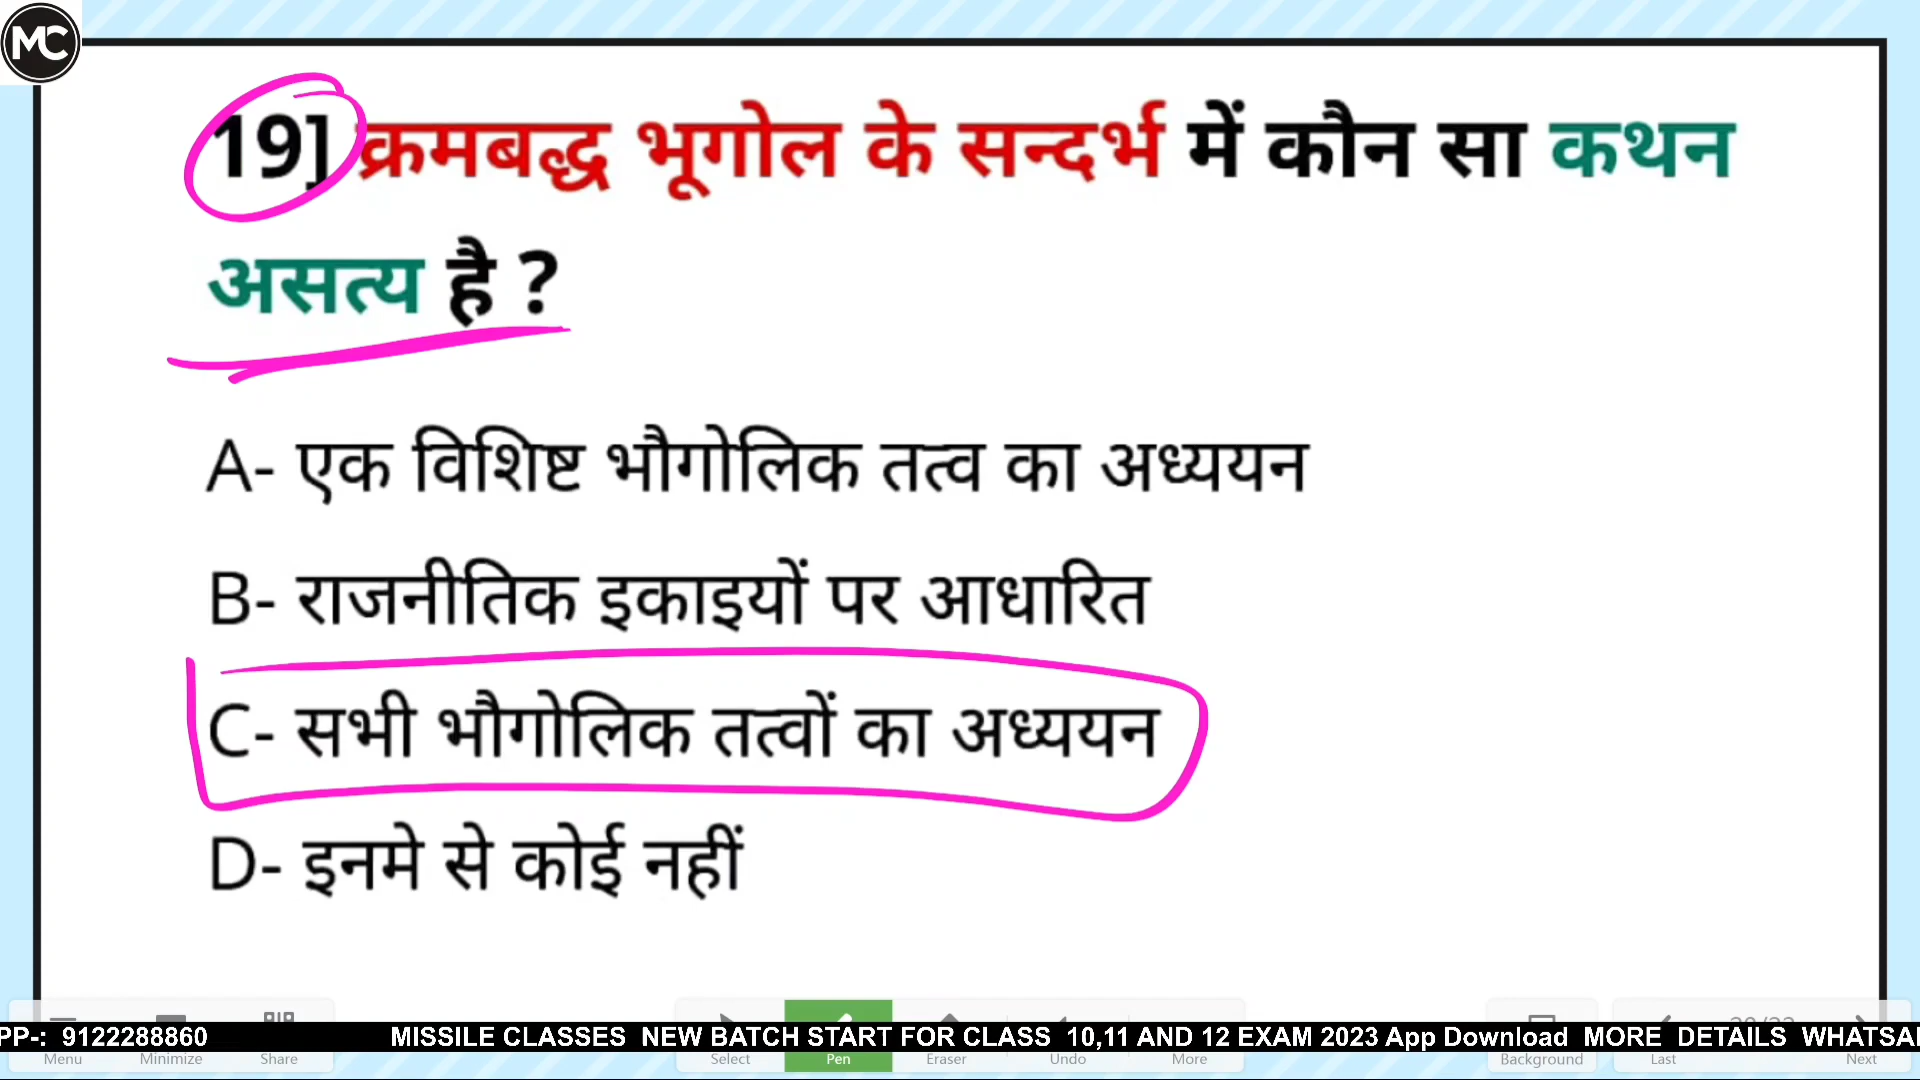 MC
19] क्रमबद्ध भूगोल के सन्दर्भ में कौन सा कथन
असत्य है ?
A- एक विशिष्ट भौगोलिक तत्व का अध्ययन
B- राजनीतिक इकाइयों पर आधारित
C- सभी भौगोलिक तत्वों का अध्ययन
D- इनमे से कोई नहीं
PP-: 9122288860 MISSILE CLASSES NEW BATCH START FOR CLASS 10,11 AND 12 EXAM 2023 App Download MORE DETAILS WHATSA
Menu Minimize Share Select Pen Eraser Undo More Background Last Next